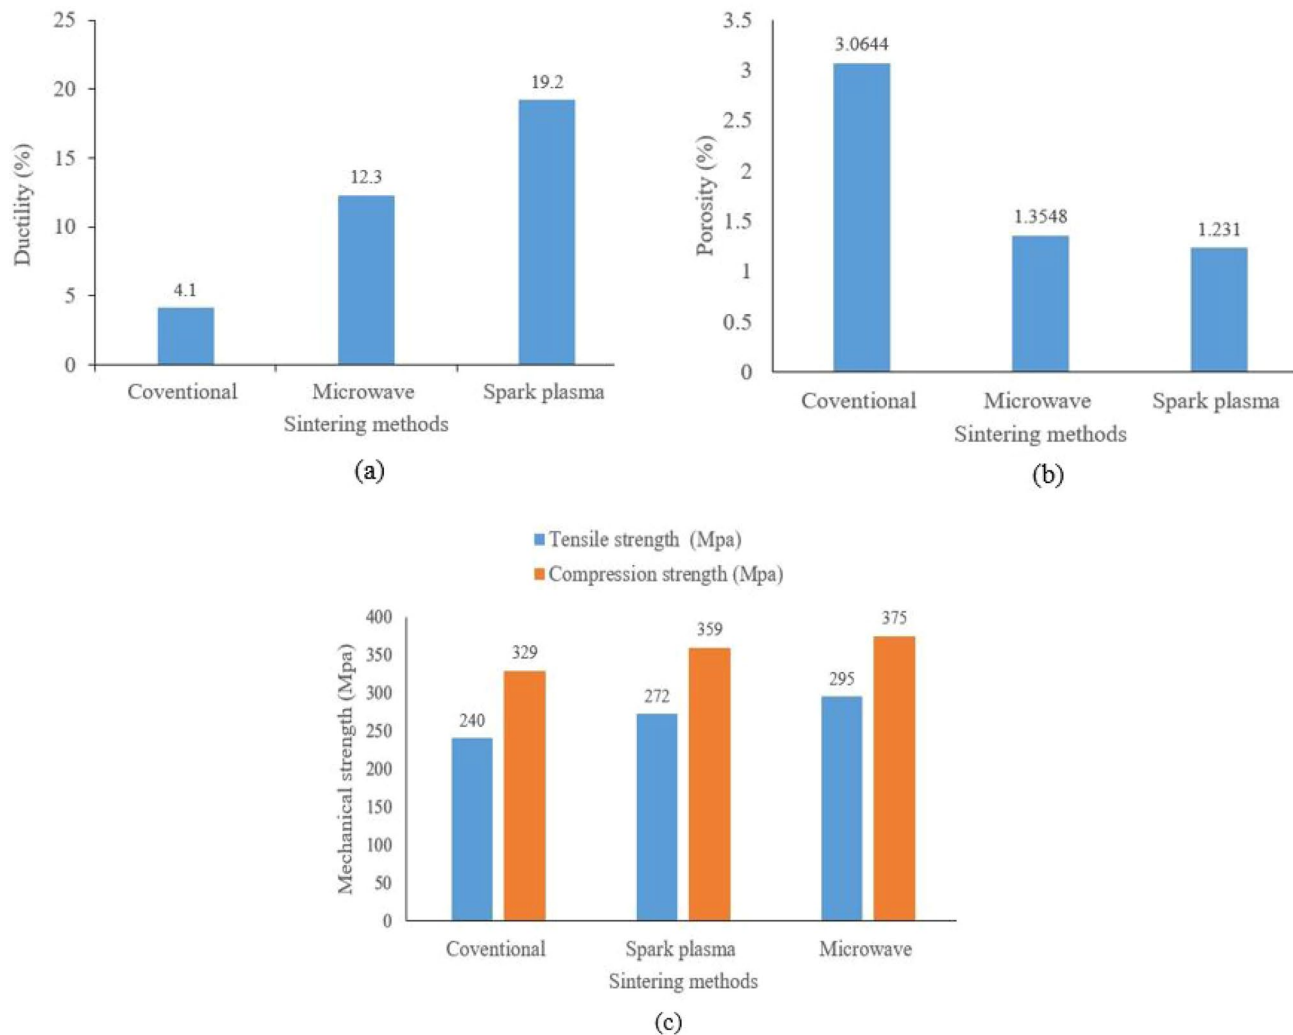 25
20
15
10
5
0
Ductility (%)
4.1
12.3
19.2
Coventional
Microwave
Spark plasma
Sintering methods
(a)
3.5
3
2.5
2
1.5
1
0.5
0
Porosity (%)
3.0644
1.3548
1.231
Coventional
Microwave
Spark plasma
Sintering methods
(b)
Tensile strength (Mpa)
Compression strength (Mpa)
400
350
300
250
200
150
100
50
0
Mechanical strength (Mpa)
240
329
272
359
295
375
Coventional
Spark plasma
Microwave
Sintering methods
(c)